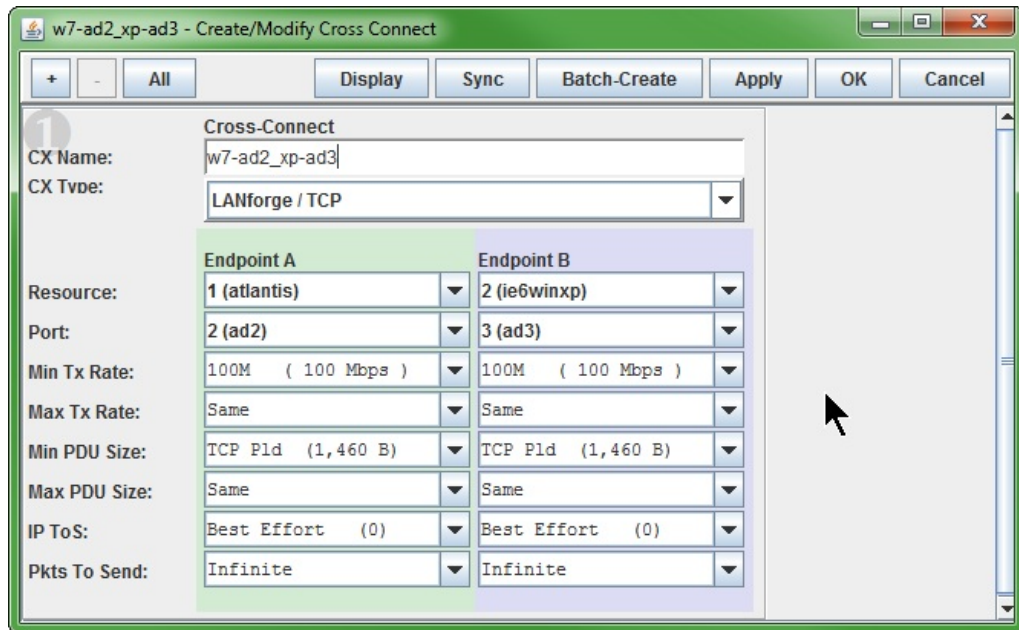 w7-ad2_xp-ad3 - Create/Modify Cross Connect
+ - All Display Sync Batch-Create Apply OK Cancel
1
Cross-Connect
CX Name: w7-ad2_xp-ad3
CX Type: LANforge / TCP
Endpoint A Endpoint B
Resource: 1 (atlantis) 2 (ie6winxp)
Port: 2 (ad2) 3 (ad3)
Min Tx Rate: 100M ( 100 Mbps ) 100M ( 100 Mbps )
Max Tx Rate: Same Same
Min PDU Size: TCP Pld (1,460 B) TCP Pld (1,460 B)
Max PDU Size: Same Same
IP ToS: Best Effort (0) Best Effort (0)
Pkts To Send: Infinite Infinite